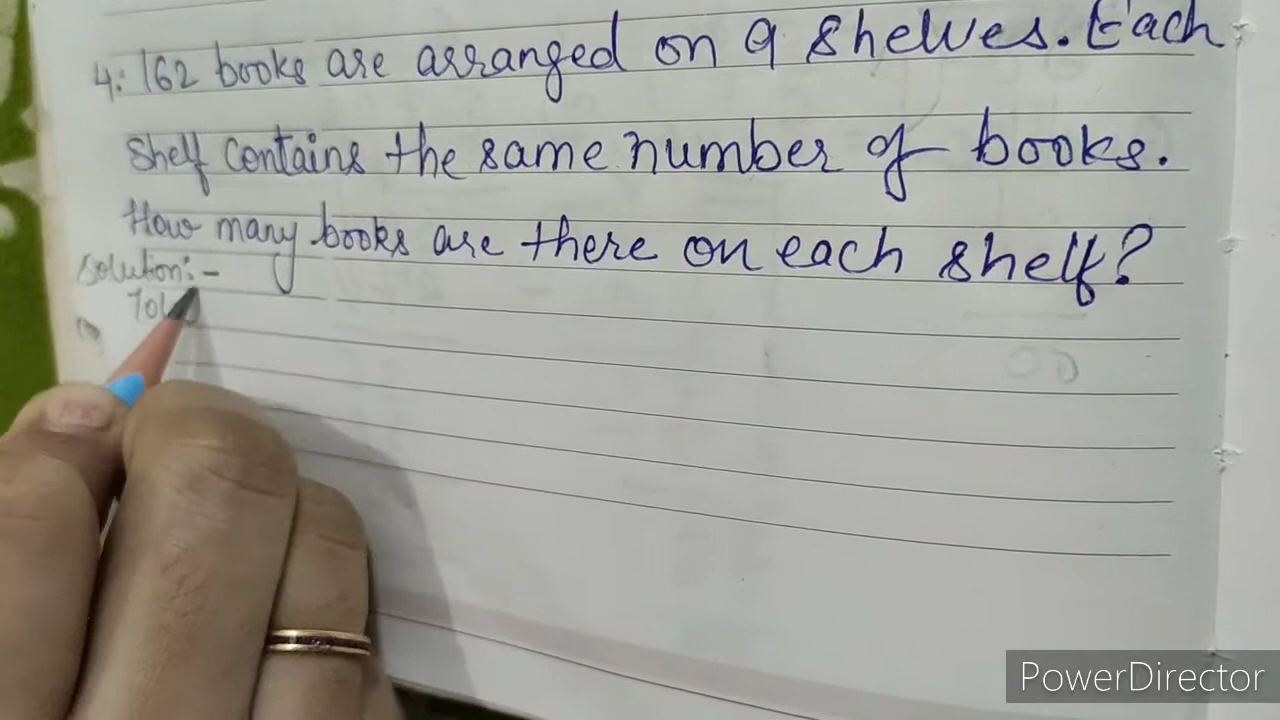 4: 162 books are arranged on 9 shelves. Each
shelf contains the same number of books.
How many books are there on each shelf?
Solution:-
PowerDirector